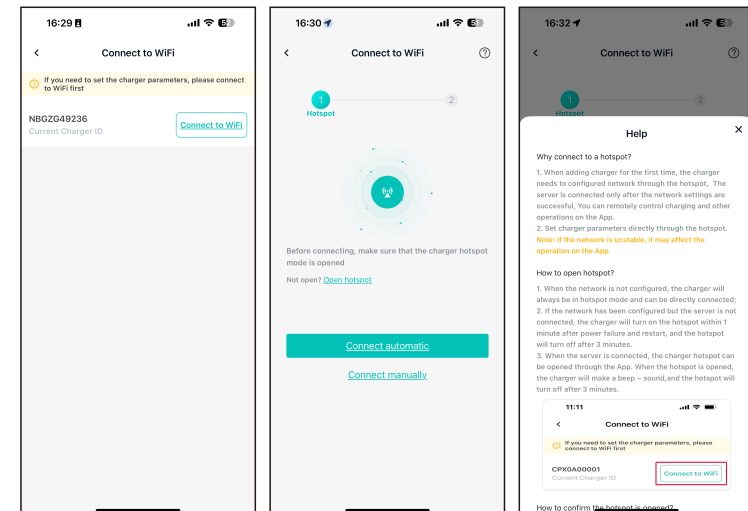 16:29
Connect to WiFi
If you need to set the charger parameters, please connect
to WiFi first
NBGZG49236
Current Charger ID
Connect to WiFi
16:30
Connect to WiFi
1
2
Hotspot
Before connecting, make sure that the charger hotspot
mode is opened
Not open? Open hotspot
Connect automatic
Connect manually
16:32
Connect to WiFi
1
2
Hotspot
Help
Why connect to a hotspot?
1. When adding charger for the first time, the charger
needs to configured network through the hotspot, The
server is connected only after the network settings are
successful, You can remotely control charging and other
operations on the App.
2. Set charger parameters directly through the hotspot.
Note: If the network is unstable, it may affect the
operation on the App
How to open hotspot?
1. When the network is not configured, the charger will
always be in hotspot mode and can be directly connected;
2. If the network has been configured but the server is not
connected, the charger will turn on the hotspot within 1
minute after power failure and restart, and the hotspot
will turn off after 3 minutes.
3. When the server is connected, the charger hotspot can
be opened through the App. When the hotspot is opened,
the charger will make a beep – sound,and the hotspot will
turn off after 3 minutes.
11:11
Connect to WiFi
If you need to set the charger parameters, please
connect to WiFi first
CPX0A00001
Current Charger ID
Connect to WiFi
How to confirm the hotspot is opened?